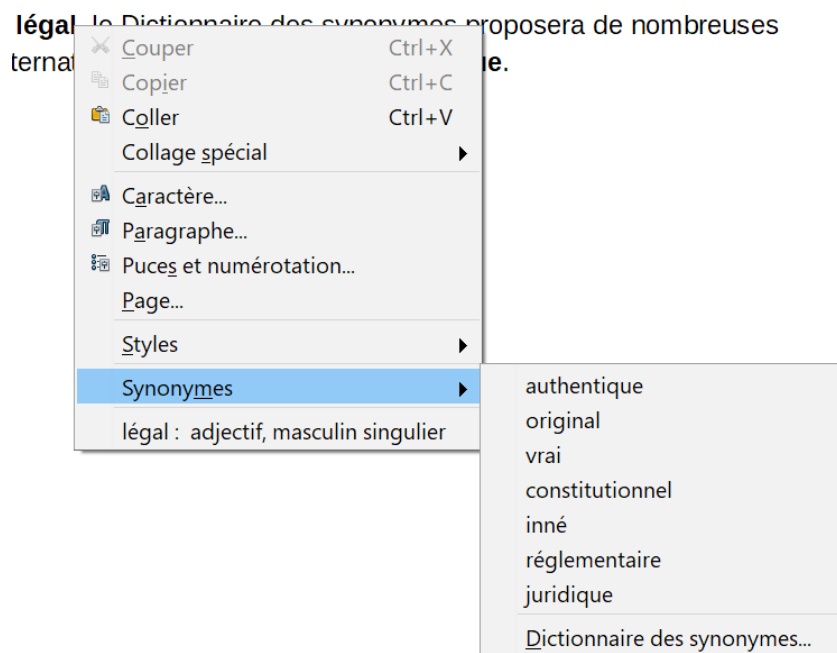 légal, le Dictionnaire des synonymes proposera de nombreuses
ternat ue.
Couper Ctrl+X
Copier Ctrl+C
Coller Ctrl+V
Collage spécial
Caractère...
Paragraphe...
Puces et numérotation...
Page...
Styles
Synonymes
légal : adjectif, masculin singulier
authentique
original
vrai
constitutionnel
inné
réglementaire
juridique
Dictionnaire des synonymes...